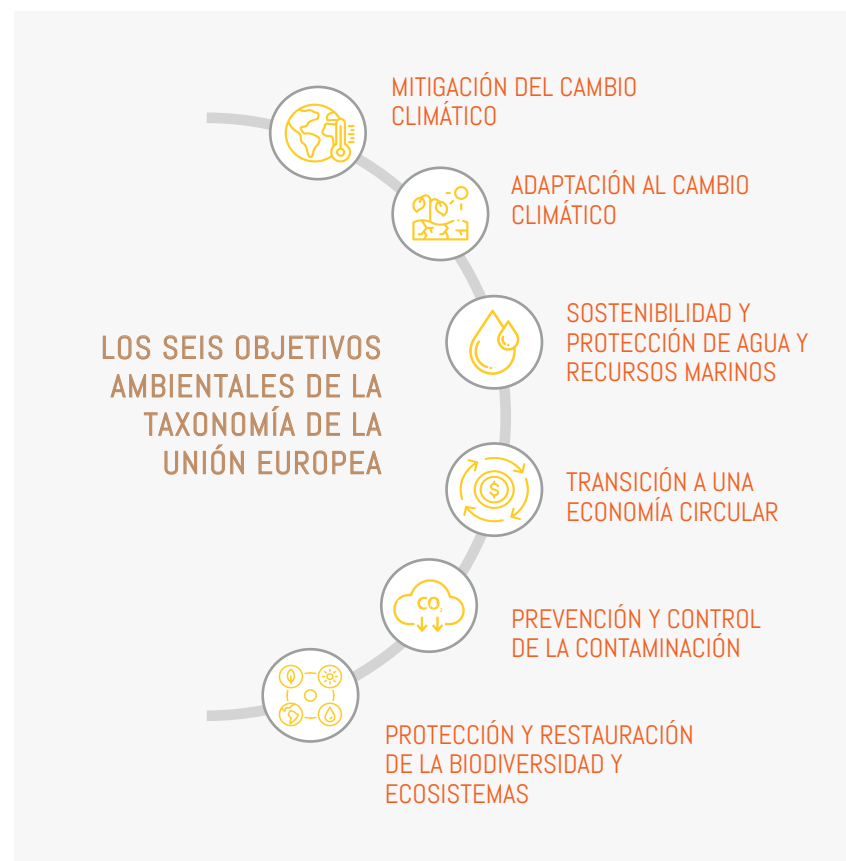 MITIGACIÓN DEL CAMBIO
CLIMÁTICO
ADAPTACIÓN AL CAMBIO
CLIMÁTICO
SOSTENIBILIDAD Y
PROTECCIÓN DE AGUA Y
RECURSOS MARINOS
LOS SEIS OBJETIVOS
AMBIENTALES DE LA
TAXONOMÍA DE LA
UNIÓN EUROPEA
$
TRANSICIÓN A UNA
ECONOMÍA CIRCULAR
CO₂
PREVENCIÓN Y CONTROL
DE LA CONTAMINACIÓN
PROTECCIÓN Y RESTAURACIÓN
DE LA BIODIVERSIDAD Y
ECOSISTEMAS